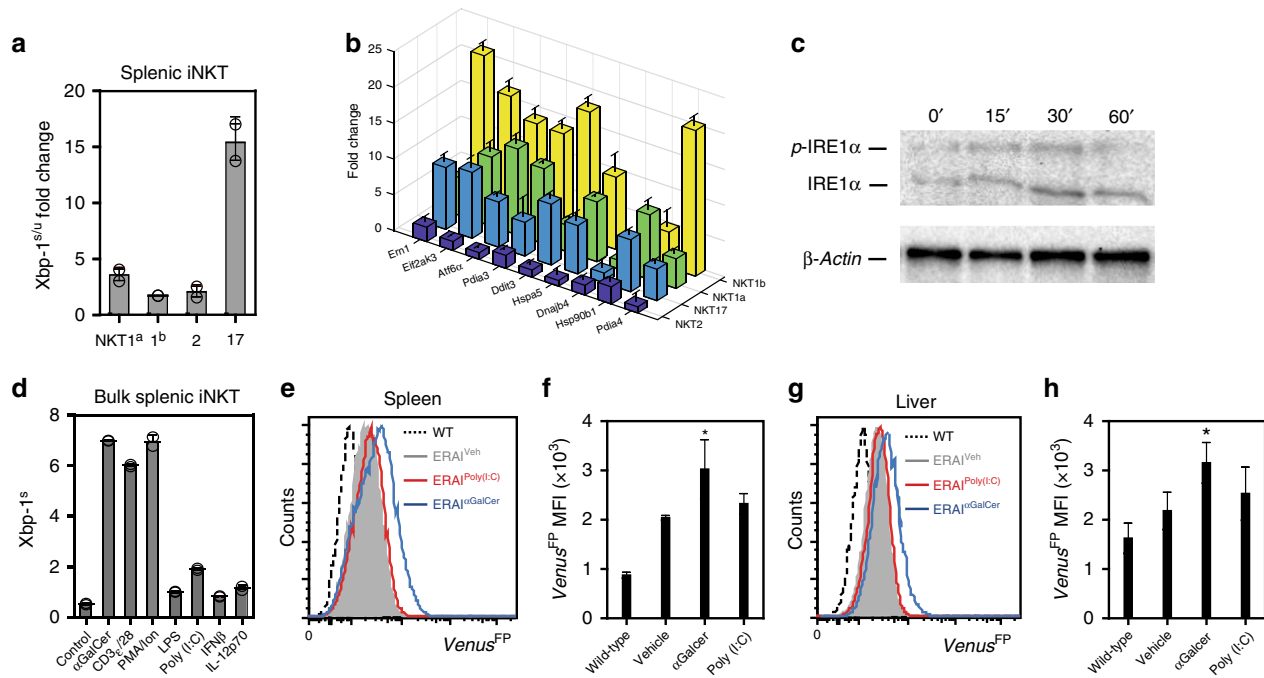 a
Splenic iNKT
20
15
10
5
0
Xbp-1s/u fold change
NKT1a 1b 2 17
b
25
20
15
10
5
0
Fold change
Ern1
Eif2ak3
Atf6α
Pdia3
Ddit3
Hspa5
Dnajb4
Hsp90b1
Pdia4
NKT1b
NKT1a
NKT17
NKT2
c
0′ 15′ 30′ 60′
p-IRE1α
IRE1α
β-Actin
d
Bulk splenic iNKT
8
6
4
2
0
Xbp-1s
Control
αGalCer
CD3ε/28
PMA/Ion
LPS
Poly (I:C)
IFNβ
IL-12p70
e
Spleen
WT
ERAIVeh
ERAIPoly(I:C)
ERAIαGalCer
Counts
0
VenusFP
f
4
3
2
1
0
VenusFP MFI (×10³)
*
Wild-type
Vehicle
αGalcer
Poly (I:C)
g
Liver
WT
ERAIVeh
ERAIPoly(I:C)
ERAIαGalCer
Counts
0
VenusFP
h
4
3
2
1
0
VenusFP MFI (×10³)
*
Wild-type
Vehicle
αGalcer
Poly (I:C)